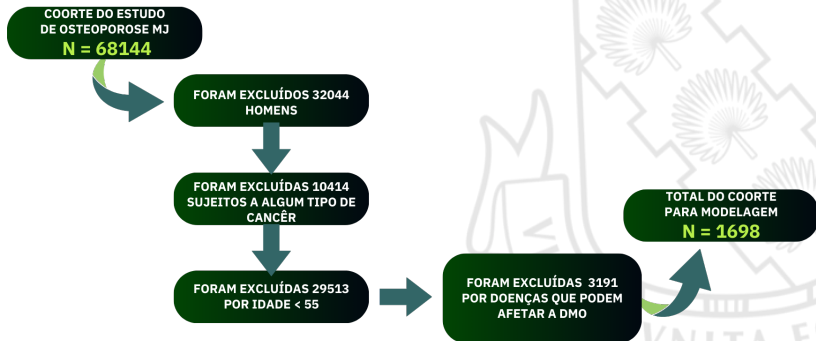 COORTE DO ESTUDO
DE OSTEOPOROSE MJ
N = 68144
FORAM EXCLUÍDOS 32044
HOMENS
FORAM EXCLUÍDAS 10414
SUJEITOS A ALGUM TIPO DE
CANCÊR
FORAM EXCLUÍDAS 29513
POR IDADE < 55
FORAM EXCLUÍDAS 3191
POR DOENÇAS QUE PODEM
AFETAR A DMO
TOTAL DO COORTE
PARA MODELAGEM
N = 1698